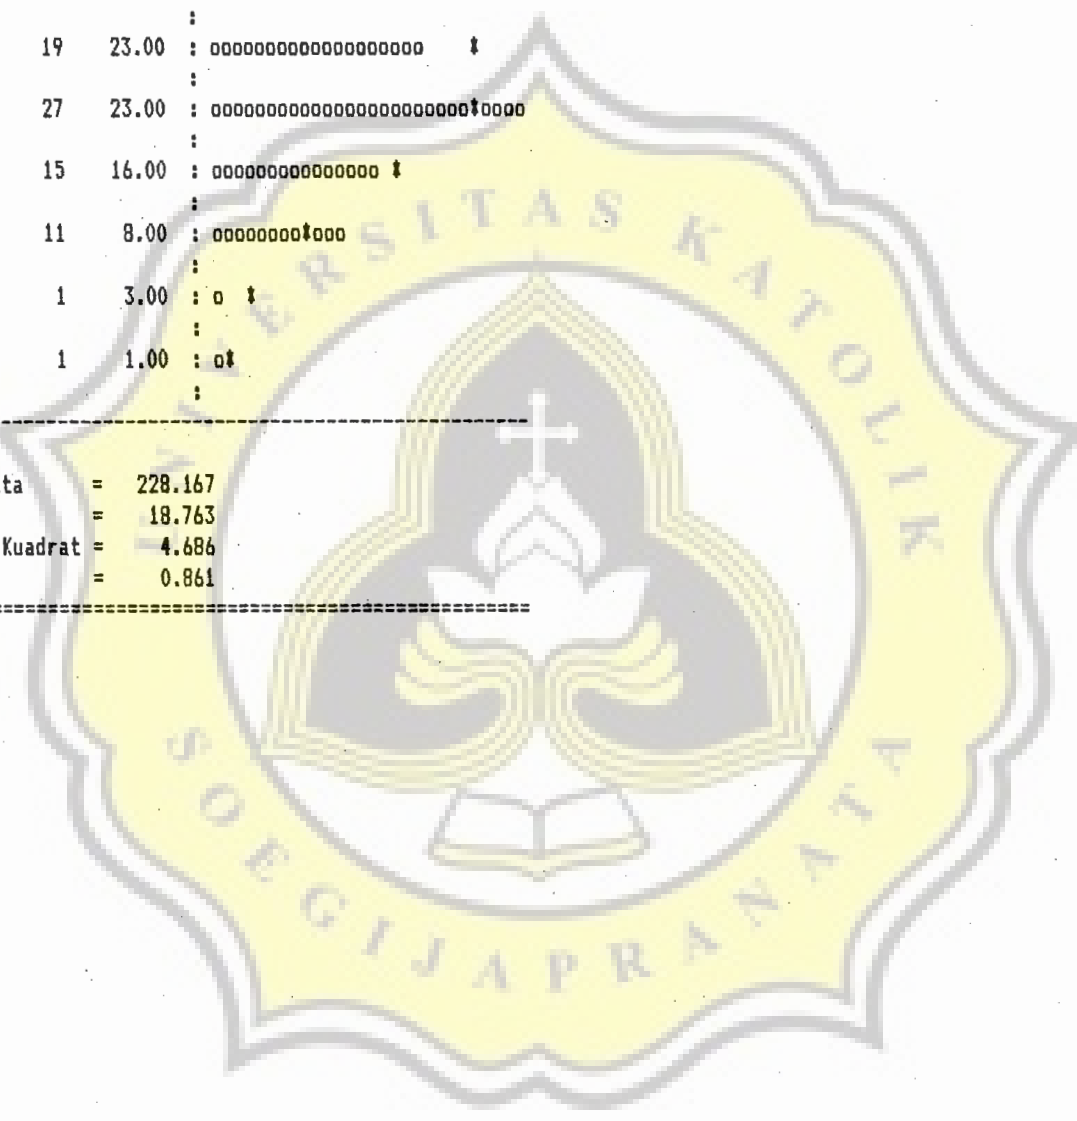 :
19 23.00 : ooooooooooooooooooo *
:
27 23.00 : ooooooooooooooooooooooo*oooo
:
15 16.00 : ooooooooooooooo *
:
11 8.00 : oooooooo*ooo
:
1 3.00 : o *
:
1 1.00 : o*
:
------------------------------------------------
ta = 228.167
= 18.763
Kuadrat = 4.686
= 0.861
================================================
UNIVERSITAS KATOLIK
SOEGIJAPRANATA